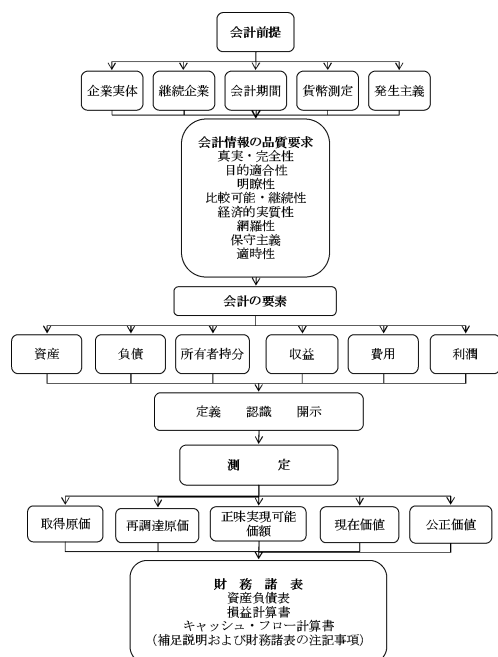 会計前提
企業実体 継続企業 会計期間 貨幣測定 発生主義
会計情報の品質要求
真実・完全性
目的適合性
明瞭性
比較可能・継続性
経済的実質性
網羅性
保守主義
適時性
会計の要素
資産 負債 所有者持分 収益 費用 利潤
定義 認識 開示
測 定
取得原価 再調達原価 正味実現可能 現在価値 公正価値
価額
財 務 諸 表
資産負債表
損益計算書
キャッシュ・フロー計算書
(補足説明および財務諸表の注記事項)